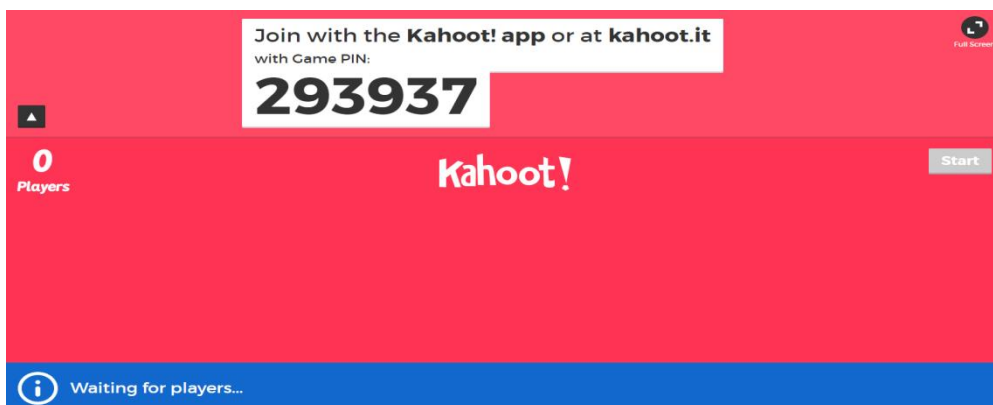 Join with the Kahoot! app or at kahoot.it
with Game PIN:
293937
Full Screen
0
Players
Kahoot!
Start
Waiting for players...